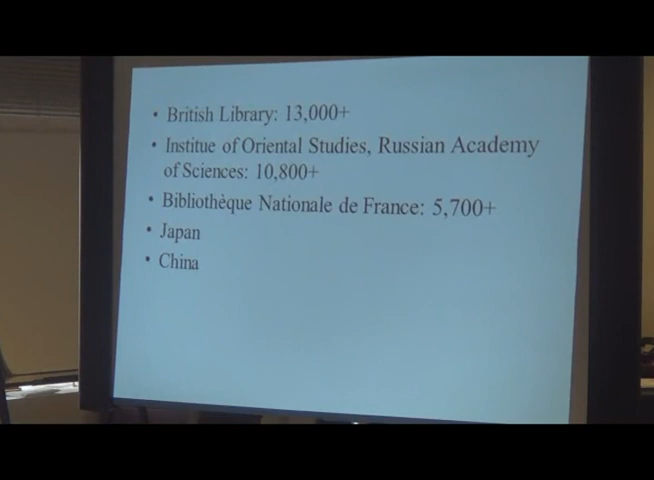 • British Library: 13,000+
• Institue of Oriental Studies, Russian Academy
of Sciences: 10,800+
• Bibliothèque Nationale de France: 5,700+
• Japan
• China